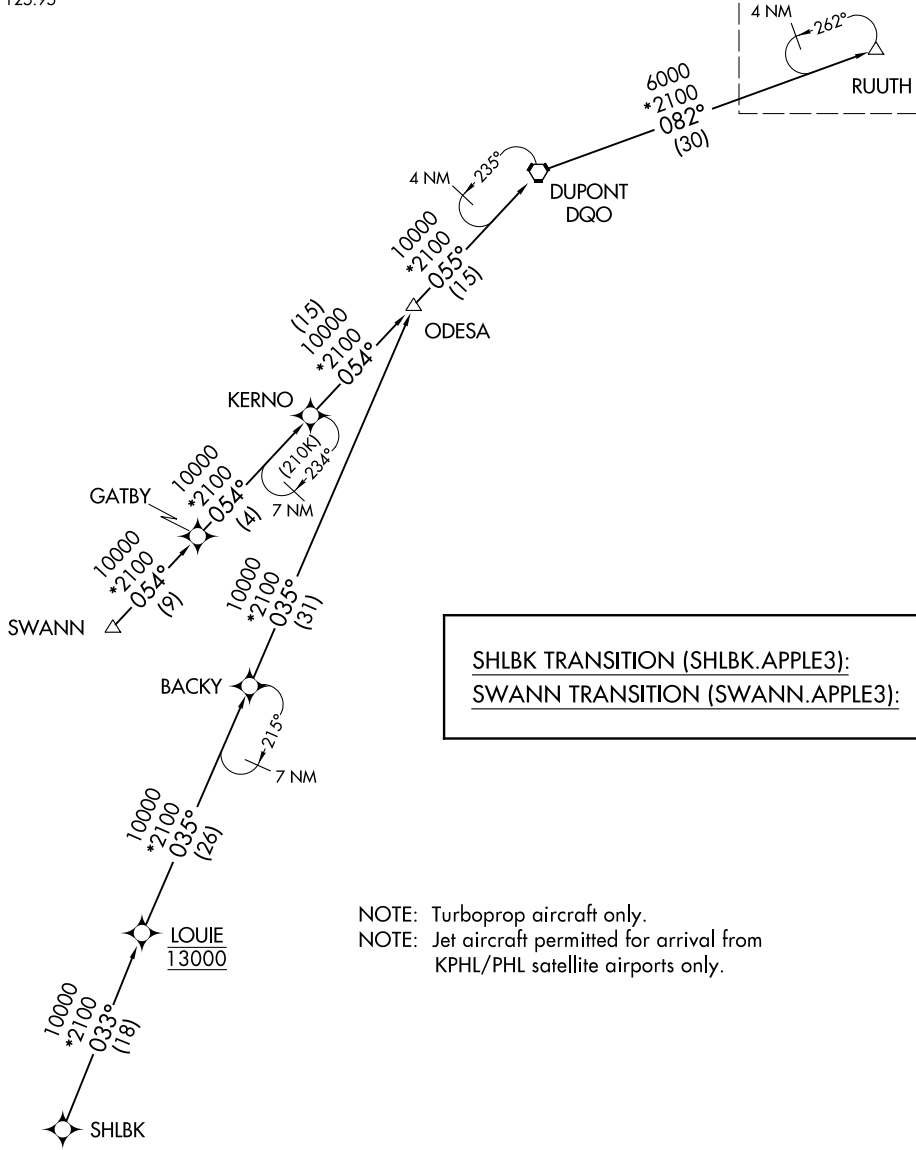 4 NM
262°
RUUTH
6000
*2100
082°
(30)
4 NM
235°
DUPONT
DQO
10000
*2100
055°
(15)
ODESA
(15)
10000
*2100
054°
KERNO
(210K)
234°
7 NM
10000
*2100
054°
(4)
GATBY
10000
*2100
054°
(9)
SWANN
10000
*2100
035°
(31)
BACKY
215°
7 NM
SHLBK TRANSITION (SHLBK.APPLE3):
SWANN TRANSITION (SWANN.APPLE3):
10000
*2100
035°
(26)
LOUIE
13000
NOTE: Turboprop aircraft only.
NOTE: Jet aircraft permitted for arrival from
KPHL/PHL satellite airports only.
10000
*2100
033°
(18)
SHLBK